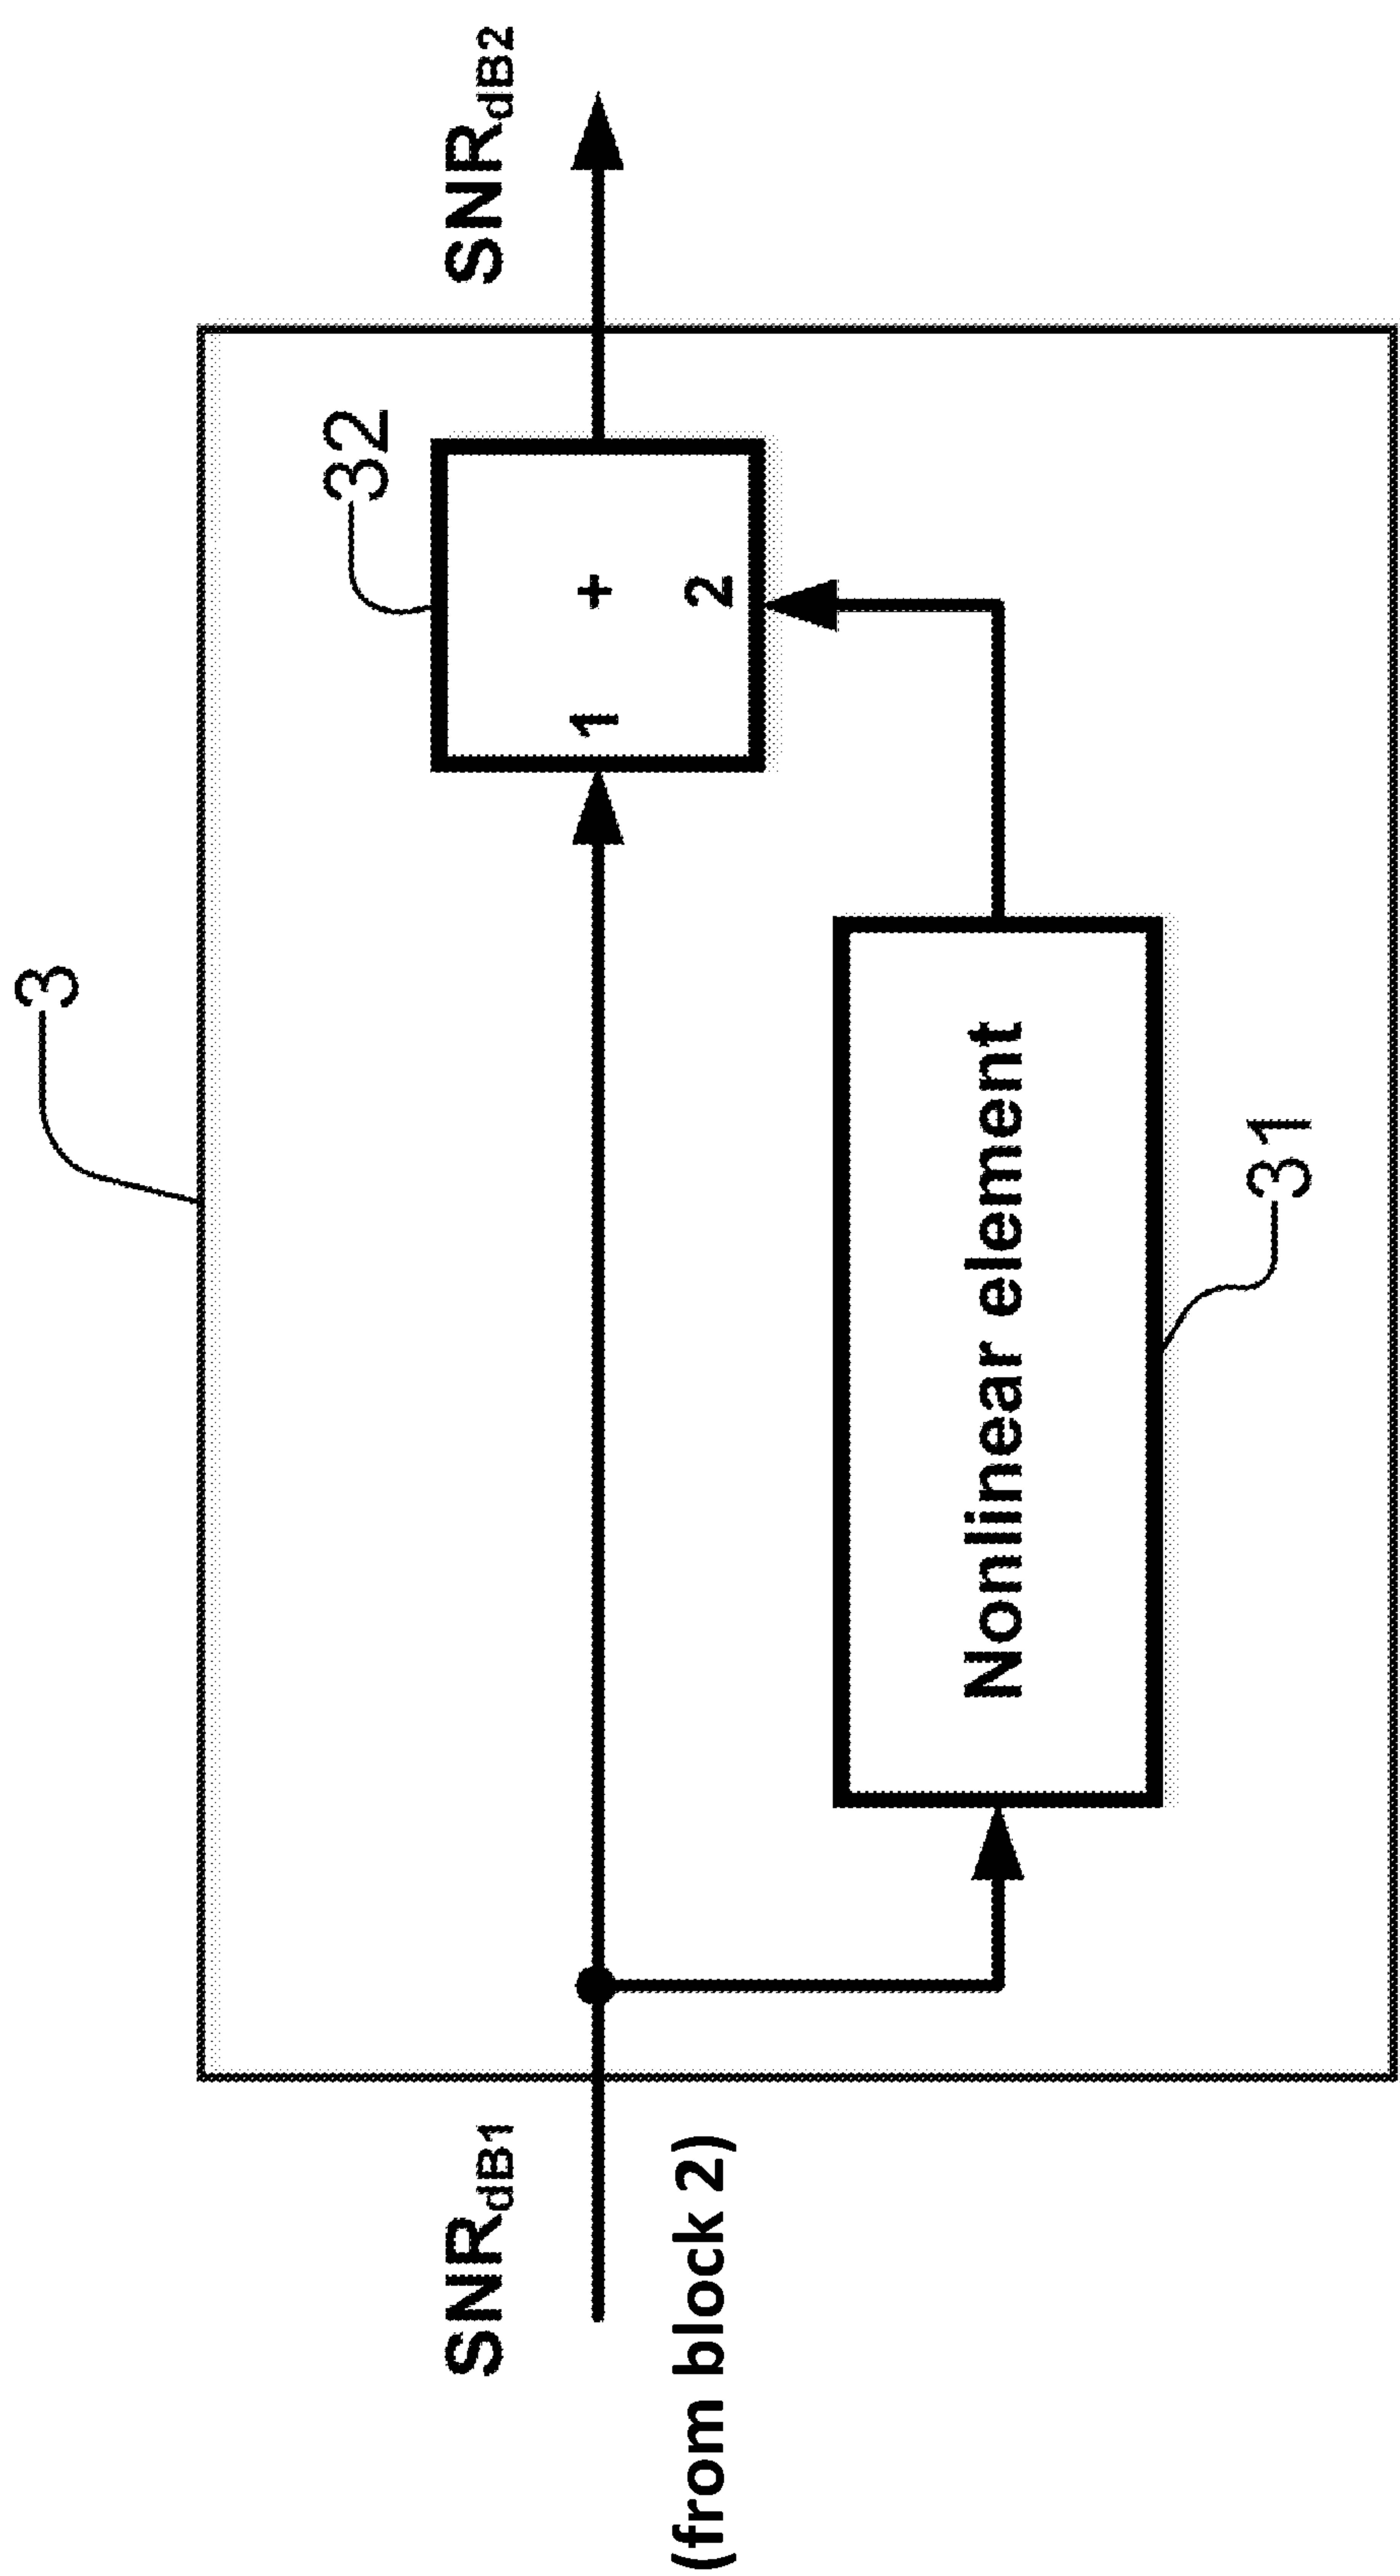 3
SNRdB1
(from block 2)
32
1
+
2
SNRdB2
Nonlinear element
31